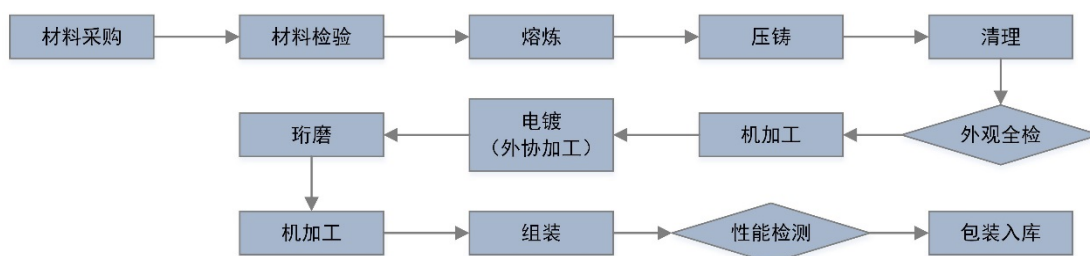 材料采购
材料检验
熔炼
压铸
清理
外观全检
机加工
电镀
（外协加工）
珩磨
机加工
组装
性能检测
包装入库